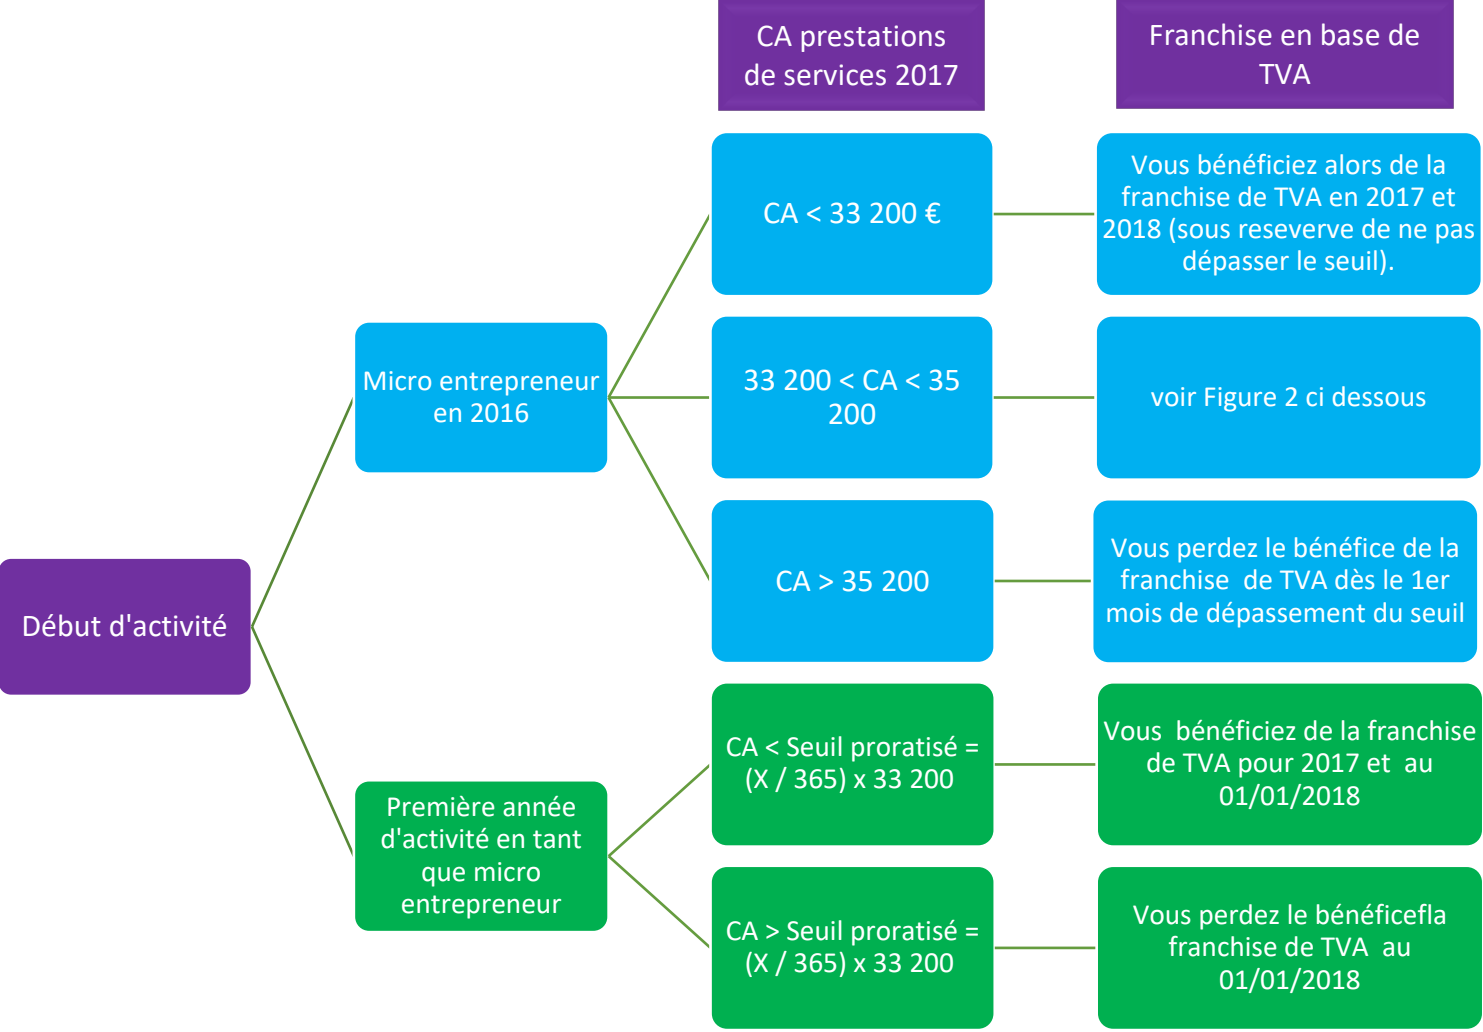 CA prestations
de services 2017
Franchise en base de
TVA
CA < 33 200 €
Vous bénéficiez alors de la
franchise de TVA en 2017 et
2018 (sous reseverve de ne pas
dépasser le seuil).
Micro entrepreneur
en 2016
33 200 < CA < 35
200
voir Figure 2 ci dessous
CA > 35 200
Vous perdez le bénéfice de la
franchise  de TVA dès le 1er
mois de dépassement du seuil
Début d'activité
Première année
d'activité en tant
que micro
entrepreneur
CA < Seuil proratisé =
(X / 365) x 33 200
Vous  bénéficiez de la franchise
de TVA pour 2017 et  au
01/01/2018
CA > Seuil proratisé =
(X / 365) x 33 200
Vous perdez le bénéficefla
franchise de TVA  au
01/01/2018